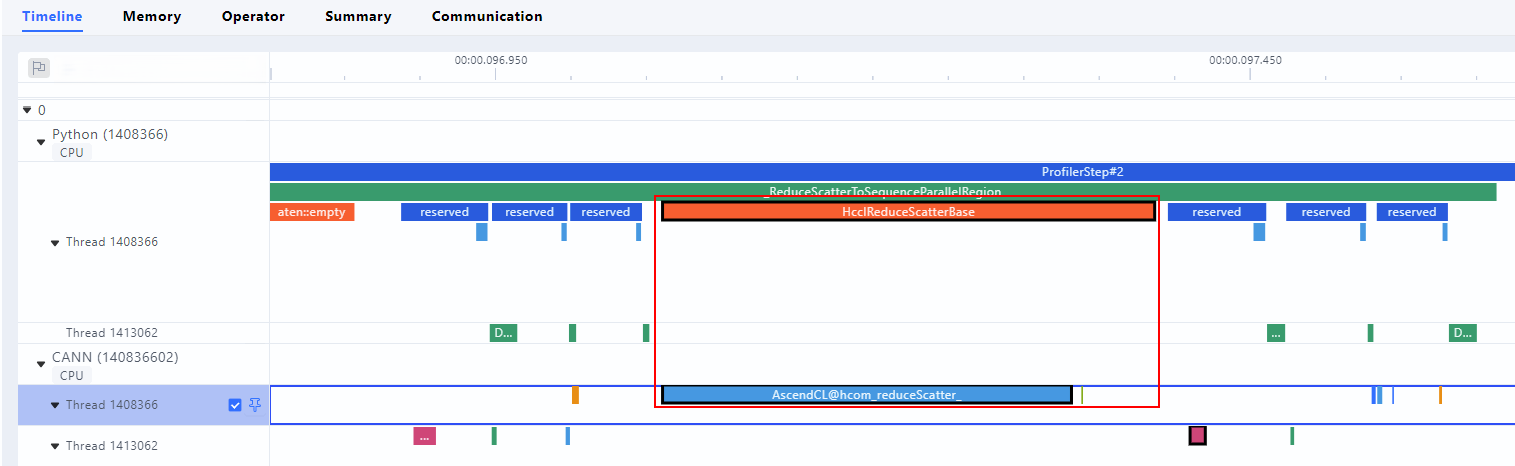 Timeline Memory Operator Summary Communication
00:00.096.950 00:00.097.450
0
Python (1408366)
CPU
ProfilerStep#2
_ReduceScatterToSequenceParallelRegion
aten::empty reserved reserved reserved HcclReduceScatterBase reserved reserved reserved
Thread 1408366
Thread 1413062 D... ... D...
CANN (140836602)
CPU
Thread 1408366 AscendCL@hcom_reduceScatter_
Thread 1413062 ...